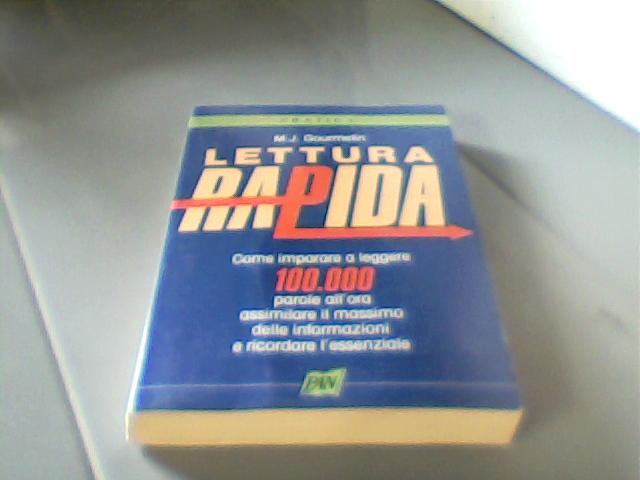 PRATICA
M.J. Gourmelin
LETTURA
RAPIDA
Come imparare a leggere
100.000
parole all'ora
assimilare il massimo
delle informazioni
e ricordare l'essenziale
PAN